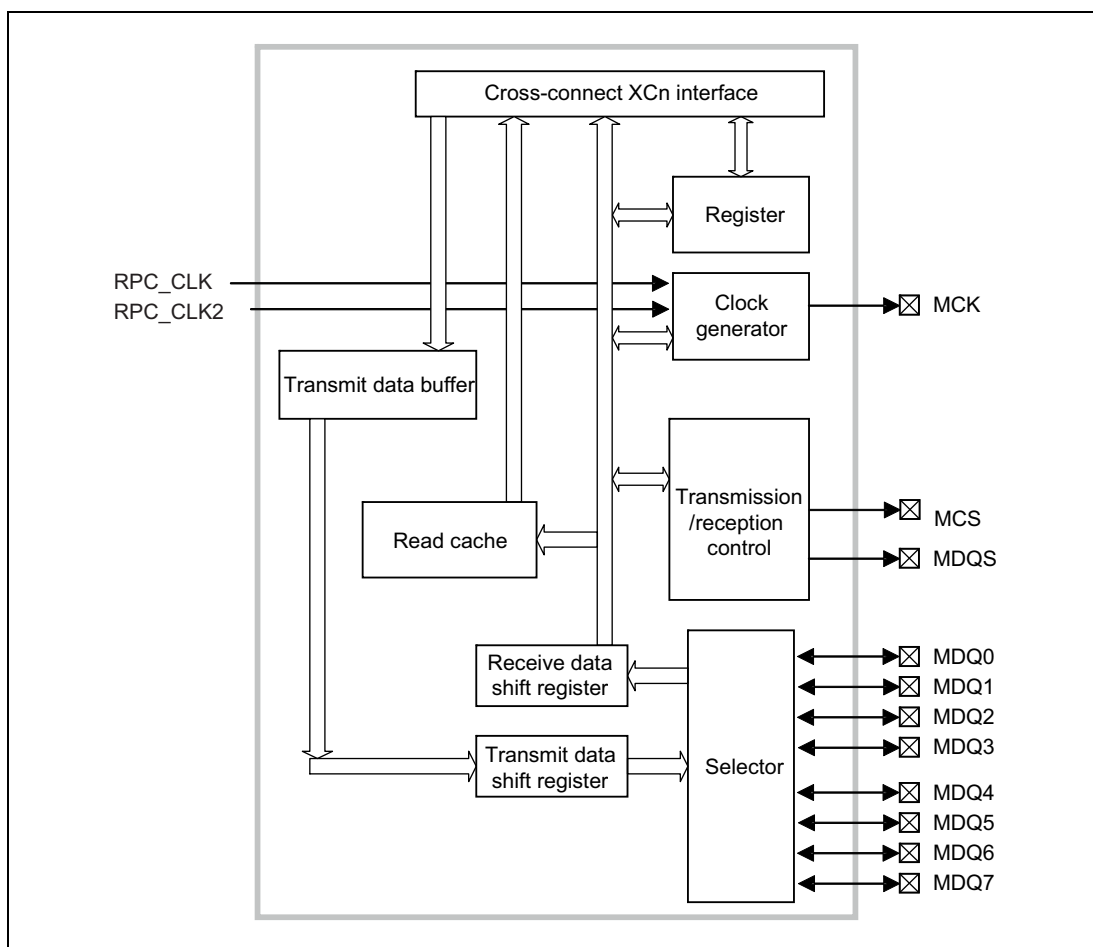 Cross-connect XCn interface
Register
RPC_CLK
RPC_CLK2
Clock
generator
MCK
Transmit data buffer
Transmission
/reception
control
MCS
MDQS
Read cache
Receive data
shift register
Transmit data
shift register
Selector
MDQ0
MDQ1
MDQ2
MDQ3
MDQ4
MDQ5
MDQ6
MDQ7